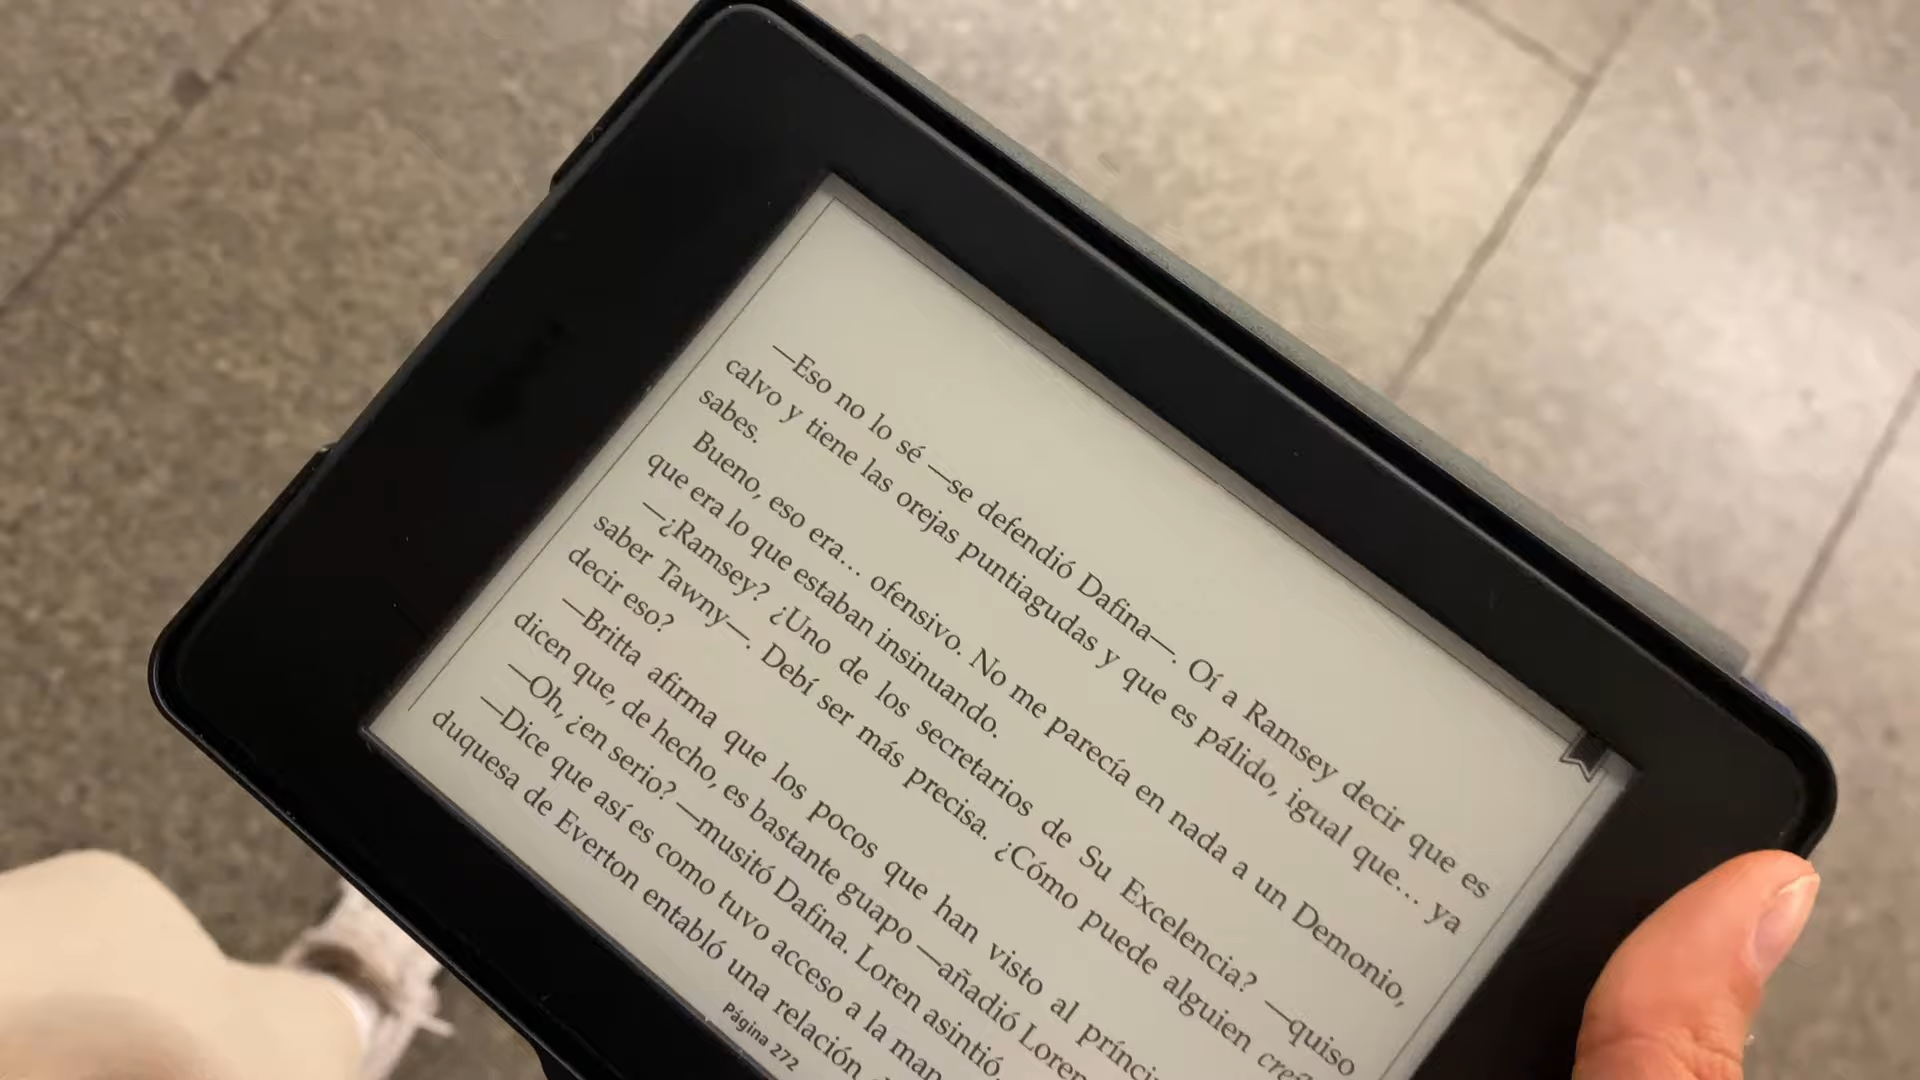 —Eso no lo sé —se defendió Dafina—. Oí a Ramsey decir que es
calvo y tiene las orejas puntiagudas y que es pálido, igual que... ya
sabes.
Bueno, eso era... ofensivo. No me parecía en nada a un Demonio,
que era lo que estaban insinuando.
—¿Ramsey? ¿Uno de los secretarios de Su Excelencia? —quiso
saber Tawny—. Debí ser más precisa. ¿Cómo puede alguien
decir eso?
—Britta afirma que los pocos que han visto al
dicen que, de hecho, es bastante guapo —añadió
—Oh, ¿en serio? —musitó Dafina. Loren asintió.
—Dice que así es como tuvo acceso a la
duquesa de Everton entabló una relación
Página 272